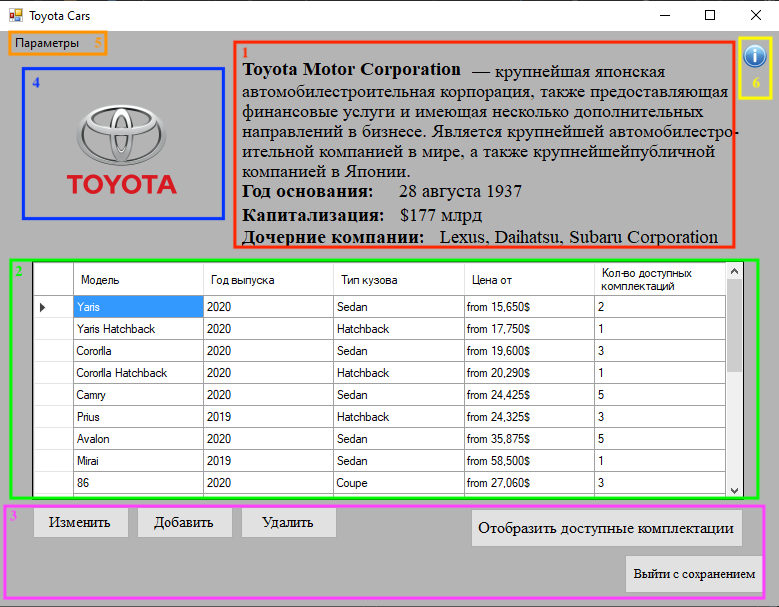 Toyota Cars
Параметры 5
1
6
4
Toyota Motor Corporation — крупнейшая японская
автомобилестроительная корпорация, также предоставляющая
финансовые услуги и имеющая несколько дополнительных
направлений в бизнесе. Является крупнейшей автомобилестро-
ительной компанией в мире, а также крупнейшейпубличной
компанией в Японии.
Год основания: 28 августа 1937
Капитализация: $177 млрд
Дочерние компании: Lexus, Daihatsu, Subaru Corporation
TOYOTA
2
Модель Год выпуска Тип кузова Цена от Кол-во доступных
комплектаций
Yaris 2020 Sedan from 15,650$ 2
Yaris Hatchback 2020 Hatchback from 17,750$ 1
Cororlla 2020 Sedan from 19,600$ 3
Cororlla Hatchback 2020 Hatchback from 20,290$ 1
Camry 2020 Sedan from 24,425$ 5
Prius 2019 Hatchback from 24,325$ 3
Avalon 2020 Sedan from 35,875$ 5
Mirai 2019 Sedan from 58,500$ 1
86 2020 Coupe from 27,060$ 3
3
Изменить Добавить Удалить Отобразить доступные комплектации
Выйти с сохранением